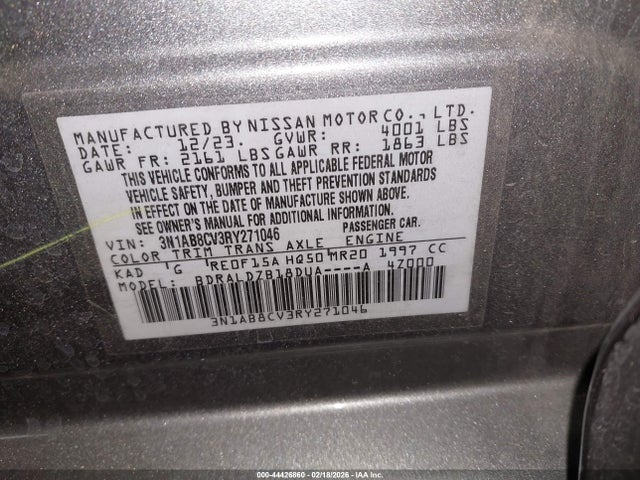 MANUFACTURED BY NISSAN MOTOR CO., LTD.
DATE: 12/23. GVWR: 4001 LBS
GAWR FR: 2161 LBS GAWR RR: 1863 LBS
THIS VEHICLE CONFORMS TO ALL APPLICABLE FEDERAL MOTOR
VEHICLE SAFETY, BUMPER AND THEFT PREVENTION STANDARDS
IN EFFECT ON THE DATE OF MANUFACTURE SHOWN ABOVE.
SEE OWNER'S MANUAL FOR ADDITIONAL INFORMATION.
VIN: 3N1AB8CV3RY271046 PASSENGER CAR.
COLOR TRIM TRANS AXLE ENGINE
KAD 'G 'RE0F15A HQ50'MR20 1997 CC
MODEL: BDRALDZB18DUA----A 4Z000
3N1AB8CV3RY271046
000-44426860 - 02/18/2026 - IAA Inc.